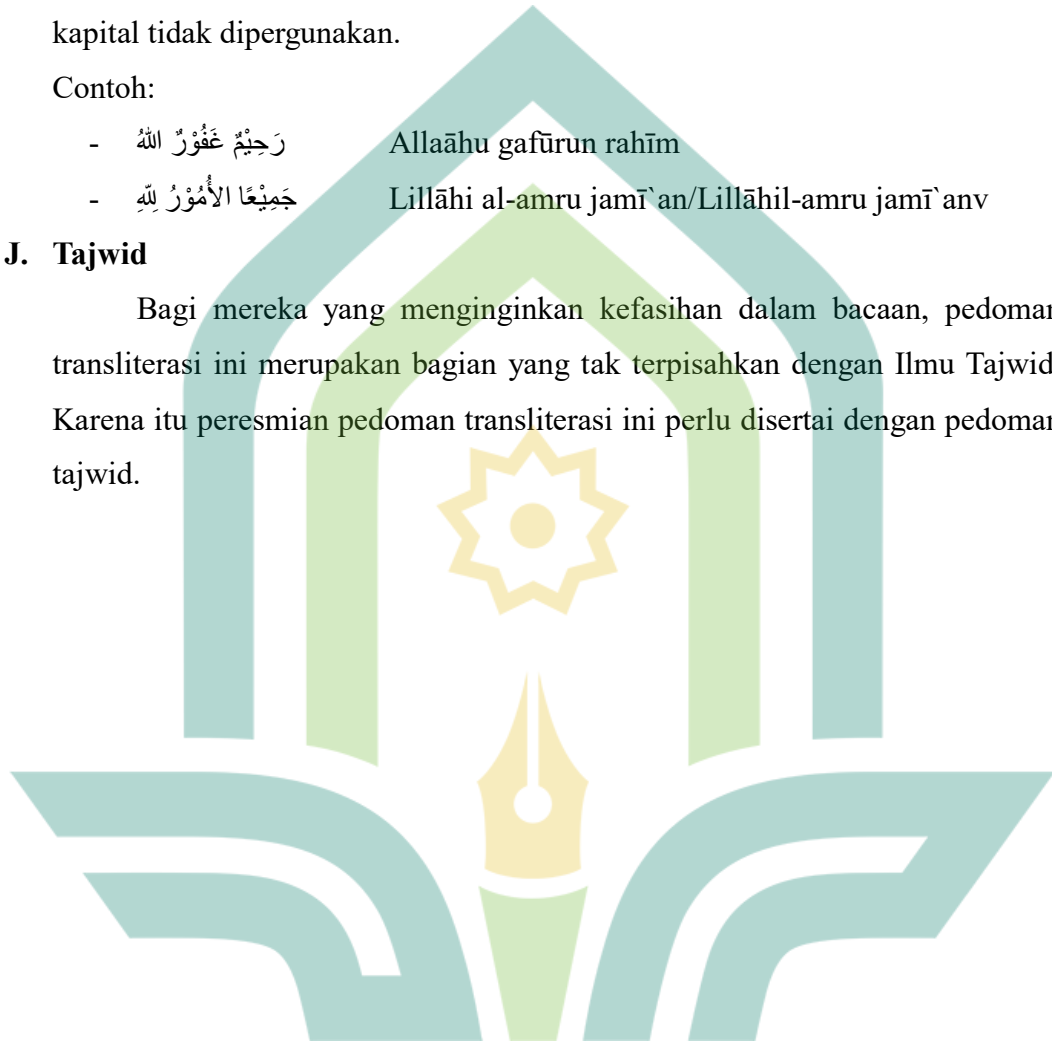 kapital tidak dipergunakan.
Contoh:
- رَحِيْمٌ غَفُوْرٌ اللهُ Allaāhu gafūrun rahīm
- جَمِيْعًا الأُمُوْرُ لِلّهِ Lillāhi al-amru jamī`an/Lillāhil-amru jamī`anv
J. Tajwid
Bagi mereka yang menginginkan kefasihan dalam bacaan, pedoman
transliterasi ini merupakan bagian yang tak terpisahkan dengan Ilmu Tajwid
Karena itu peresmian pedoman transliterasi ini perlu disertai dengan pedoman
tajwid.